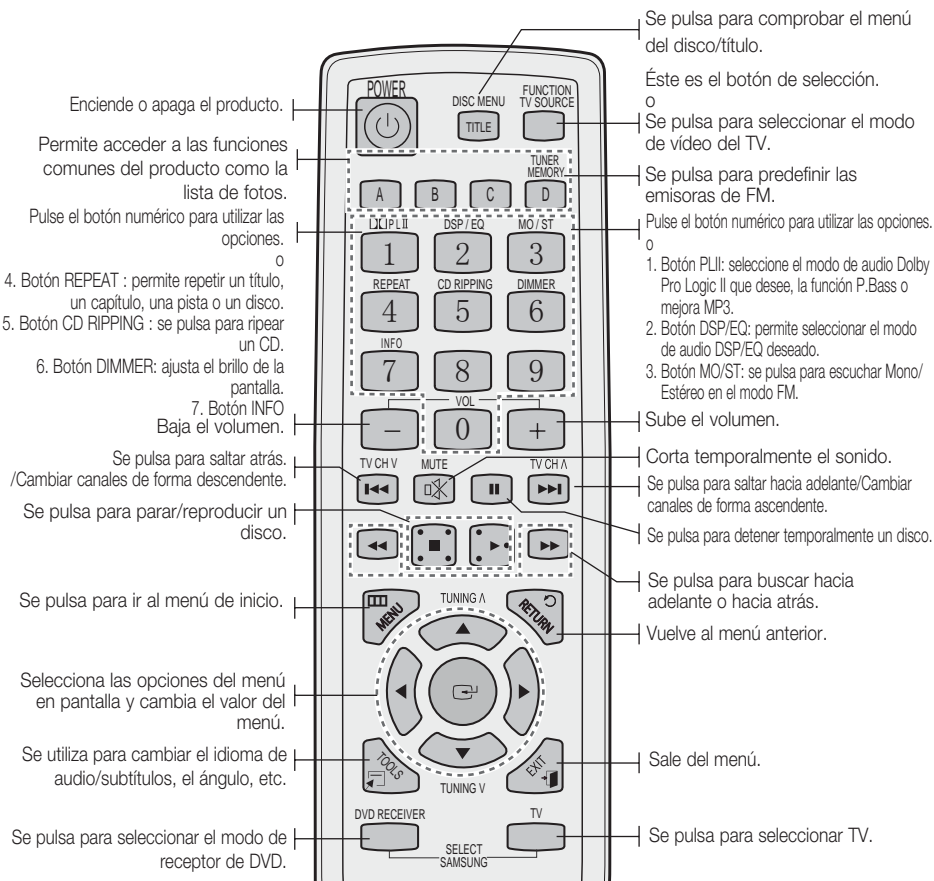 Se pulsa para comprobar el menú
del disco/título.
Enciende o apaga el producto.
Éste es el botón de selección.
o
Se pulsa para seleccionar el modo
de vídeo del TV.
Permite acceder a las funciones
comunes del producto como la
lista de fotos.
Se pulsa para predefinir las
emisoras de FM.
Pulse el botón numérico para utilizar las
opciones.
o
4. Botón REPEAT : permite repetir un título,
un capítulo, una pista o un disco.
5. Botón CD RIPPING : se pulsa para ripear
un CD.
6. Botón DIMMER: ajusta el brillo de la
pantalla.
7. Botón INFO
Pulse el botón numérico para utilizar las opciones.
o
1. Botón PLII: seleccione el modo de audio Dolby
Pro Logic II que desee, la función P.Bass o
mejora MP3.
2. Botón DSP/EQ: permite seleccionar el modo
de audio DSP/EQ deseado.
3. Botón MO/ST: se pulsa para escuchar Mono/
Estéreo en el modo FM.
Baja el volumen.
Sube el volumen.
Se pulsa para saltar atrás.
/Cambiar canales de forma descendente.
Corta temporalmente el sonido.
Se pulsa para saltar hacia adelante/Cambiar
canales de forma ascendente.
Se pulsa para parar/reproducir un
disco.
Se pulsa para detener temporalmente un disco.
Se pulsa para buscar hacia
adelante o hacia atrás.
Se pulsa para ir al menú de inicio.
Vuelve al menú anterior.
Selecciona las opciones del menú
en pantalla y cambia el valor del
menú.
Se utiliza para cambiar el idioma de
audio/subtítulos, el ángulo, etc.
Sale del menú.
Se pulsa para seleccionar el modo de
receptor de DVD.
Se pulsa para seleccionar TV.
POWER
DISC MENU
TITLE
FUNCTION
TV SOURCE
TUNER
MEMORY
A B C D
PL II DSP / EQ MO / ST
1 2 3
REPEAT CD RIPPING DIMMER
4 5 6
INFO
7 8 9
VOL
− 0 +
TV CH V MUTE TV CH Λ
MENU
TUNING Λ
RETURN
TOOLS
TUNING V
EXIT
DVD RECEIVER
TV
SELECT
SAMSUNG